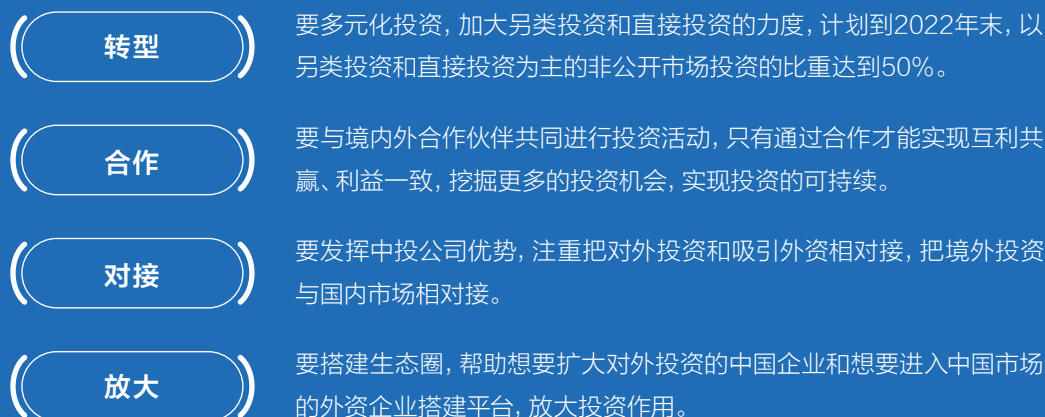 转型
要多元化投资，加大另类投资和直接投资的力度，计划到2022年末，以
另类投资和直接投资为主的非公开市场投资的比重达到50%。
合作
要与境内外合作伙伴共同进行投资活动，只有通过合作才能实现互利共
赢、利益一致，挖掘更多的投资机会，实现投资的可持续。
对接
要发挥中投公司优势，注重把对外投资和吸引外资相对接，把境外投资
与国内市场相对接。
放大
要搭建生态圈，帮助想要扩大对外投资的中国企业和想要进入中国市场
的外资企业搭建平台，放大投资作用。